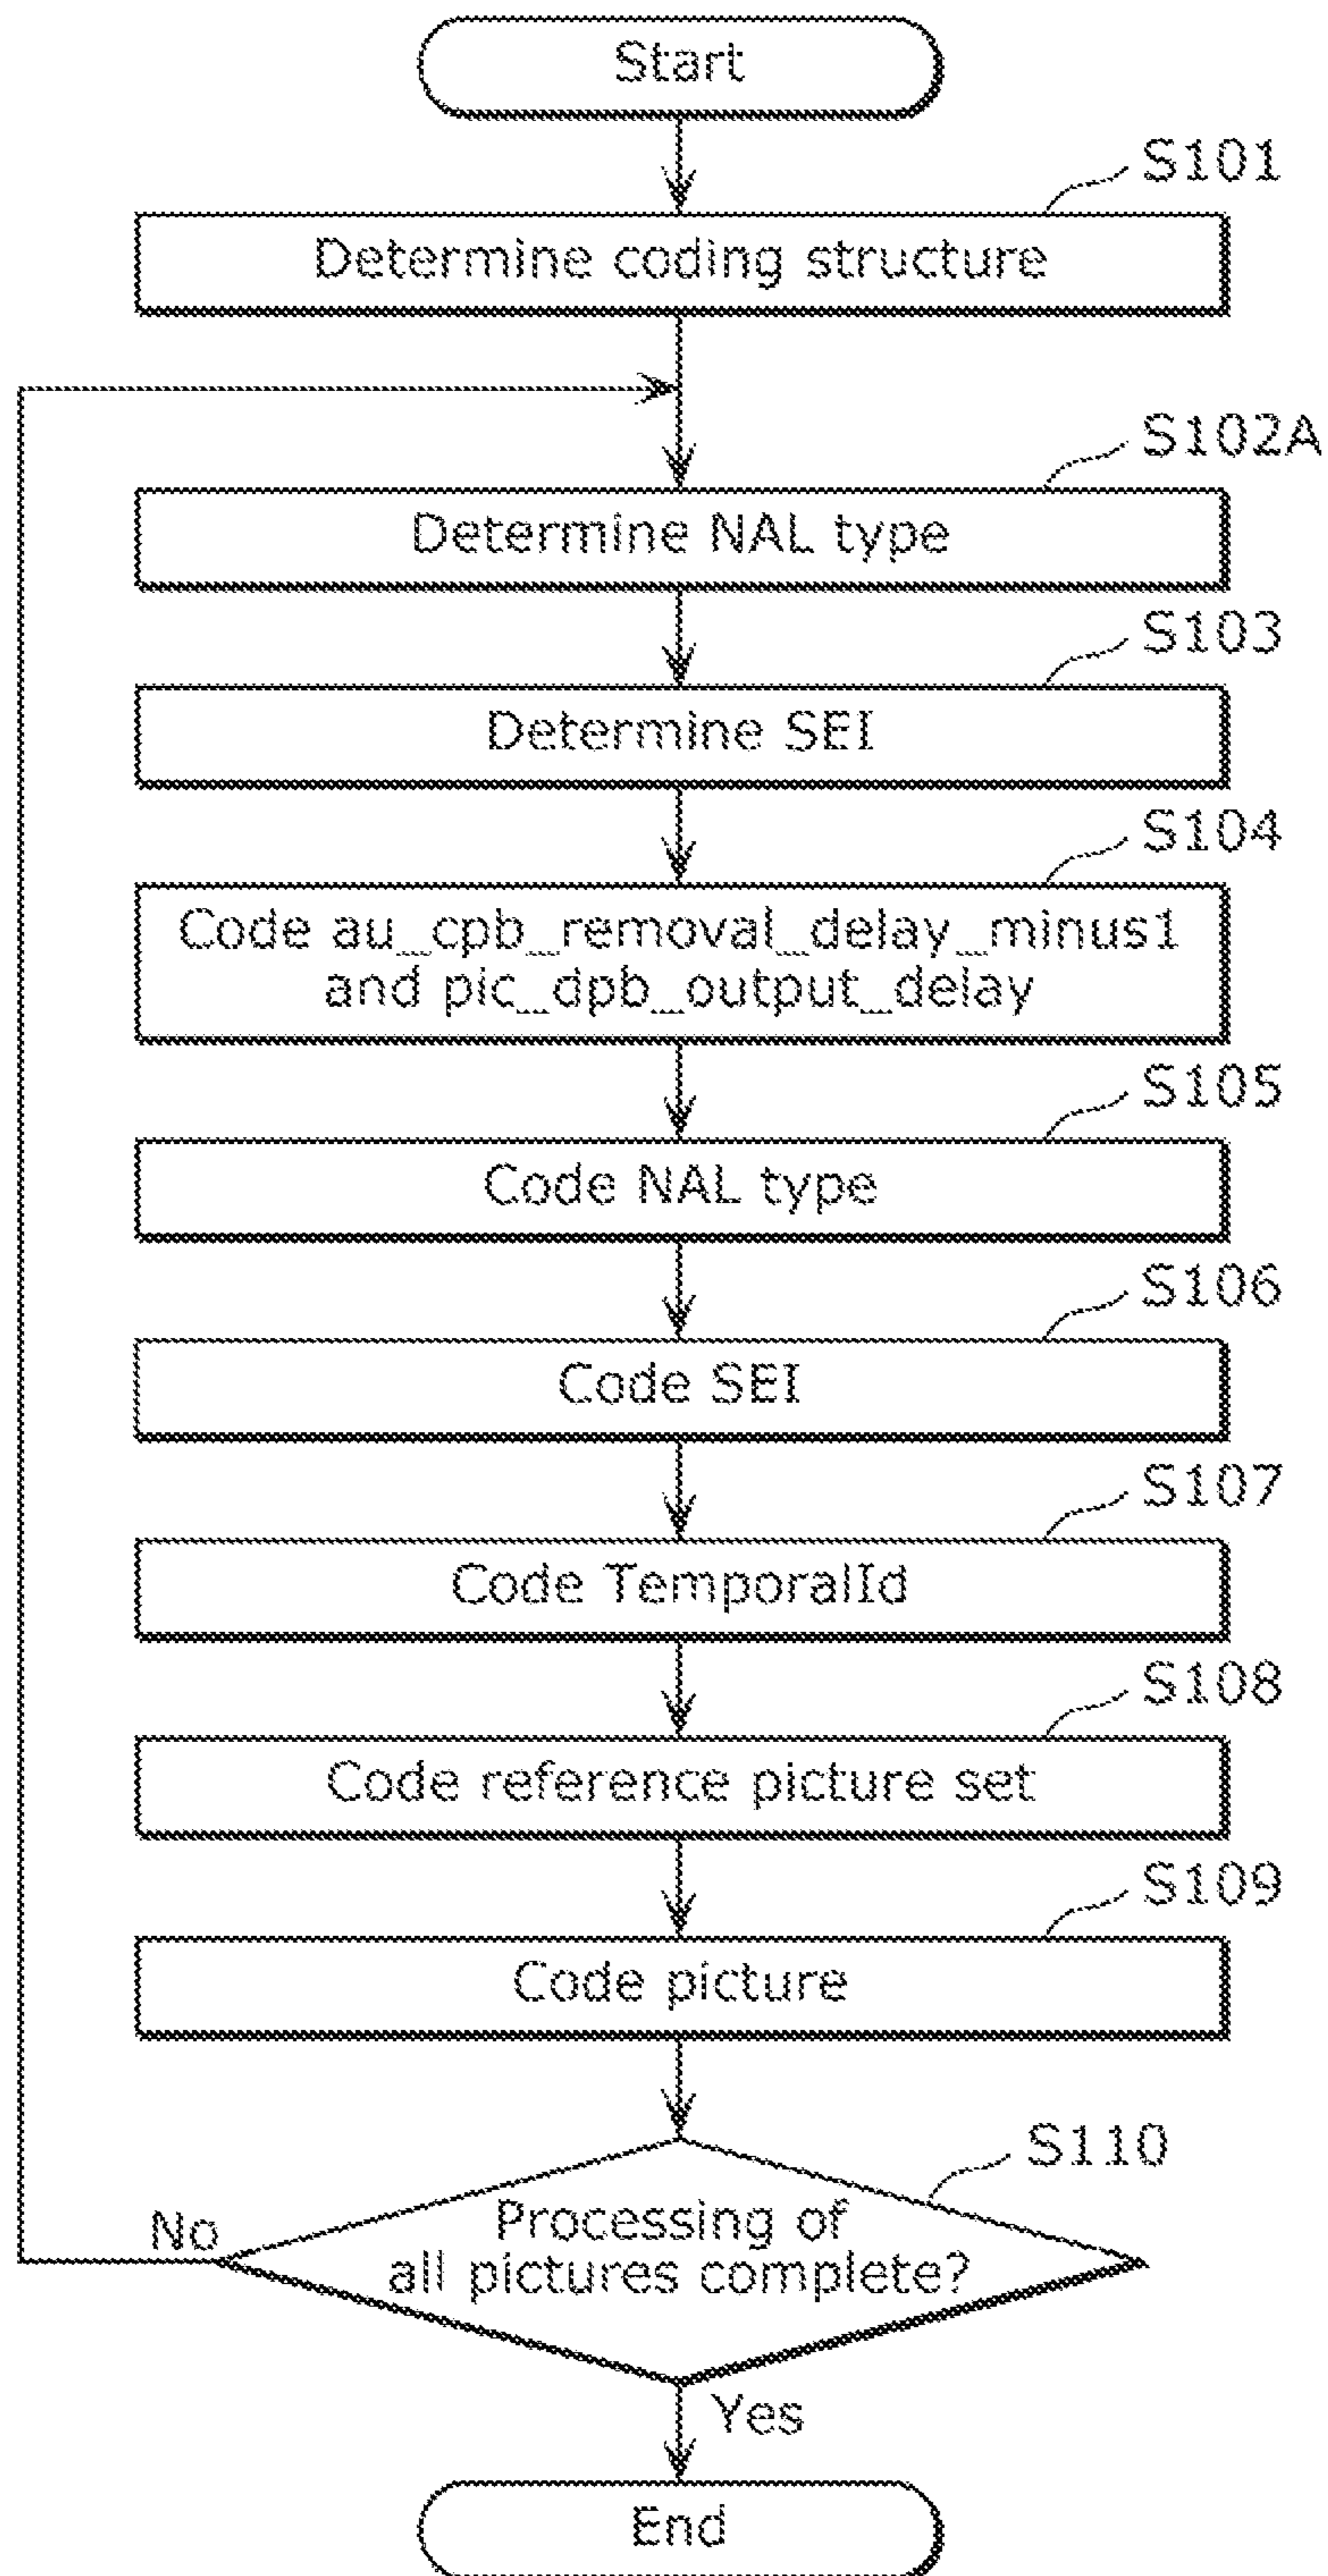 Start
S101
Determine coding structure
S102A
Determine NAL type
S103
Determine SEI
S104
Code au_cpb_removal_delay_minus1
and pic_dpb_output_delay
S105
Code NAL type
S106
Code SEI
S107
Code TemporalId
S108
Code reference picture set
S109
Code picture
S110
No
Processing of
all pictures complete?
Yes
End